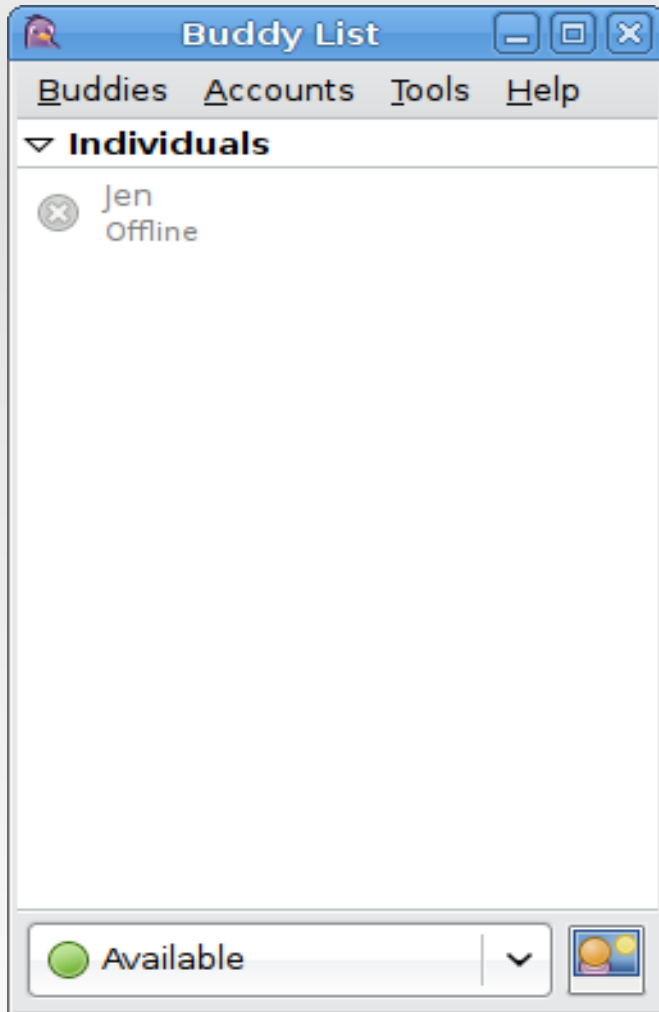 Buddy List
Buddies Accounts Tools Help
Individuals
Jen
Offline
Available